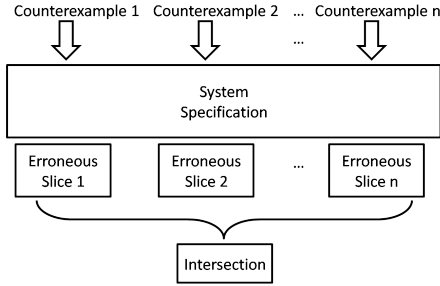 Counterexample 1 Counterexample 2 ... Counterexample n
...
System
Specification
Erroneous Erroneous ... Erroneous
Slice 1 Slice 2 Slice n
Intersection